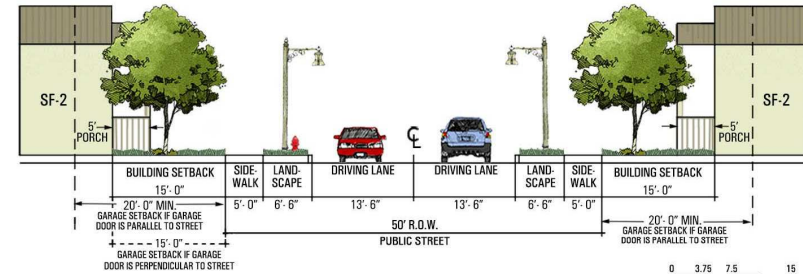 SF-2
SF-2
5'
PORCH
℄
5'
PORCH
BUILDING SETBACK
SIDE-
WALK
LAND-
SCAPE
DRIVING LANE
DRIVING LANE
LAND-
SCAPE
SIDE-
WALK
BUILDING SETBACK
15'- 0"
5'- 0"
6'- 6"
13'- 6"
13'- 6"
6'- 6"
5'- 0"
15'- 0"
20'- 0" MIN.
GARAGE SETBACK IF GARAGE
DOOR IS PARALLEL TO STREET
50' R.O.W.
PUBLIC STREET
20'- 0" MIN.
GARAGE SETBACK IF GARAGE
DOOR IS PARALLEL TO STREET
15'- 0"
GARAGE SETBACK IF GARAGE
DOOR IS PERPENDICULAR TO STREET
0 3.75 7.5 15